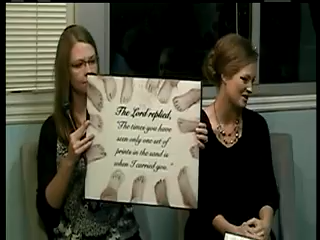 The Lord replied,
"The times you have
seen only one set of
prints in the sand is
when I carried you."